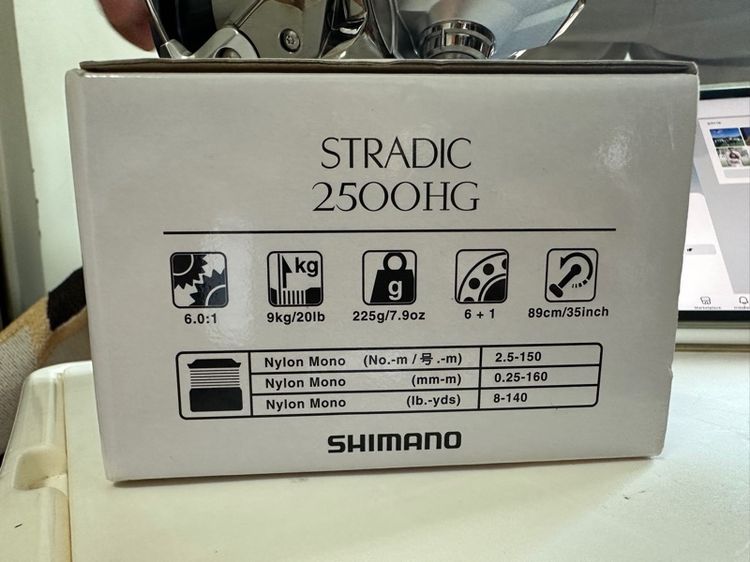 STRADIC
2500HG
kg
g
6.0:1
9kg/20lb
225g/7.9oz
6 + 1
89cm/35inch
Nylon Mono (No.-m / 号.-m) 2.5-150
Nylon Mono (mm-m) 0.25-160
Nylon Mono (lb.-yds) 8-140
SHIMANO
Marketplace